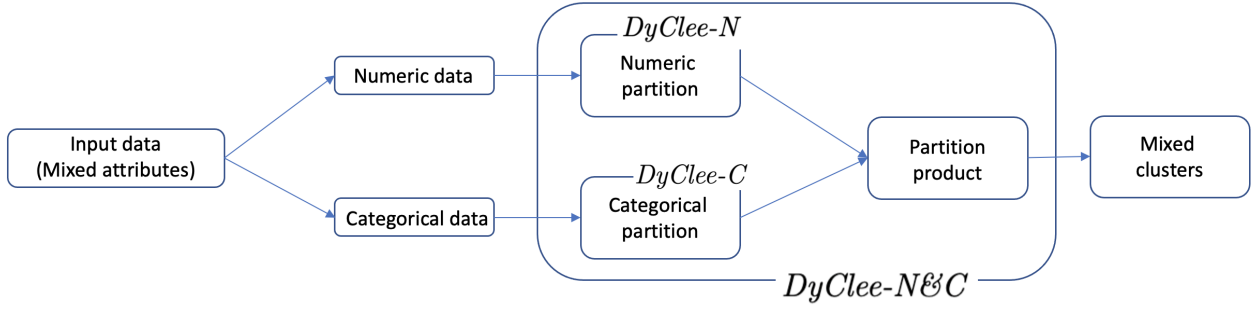 DyClee-N
Numeric data
Numeric
partition
Input data
(Mixed attributes)
Partition
product
Mixed
clusters
DyClee-C
Categorical data
Categorical
partition
DyClee-N&C